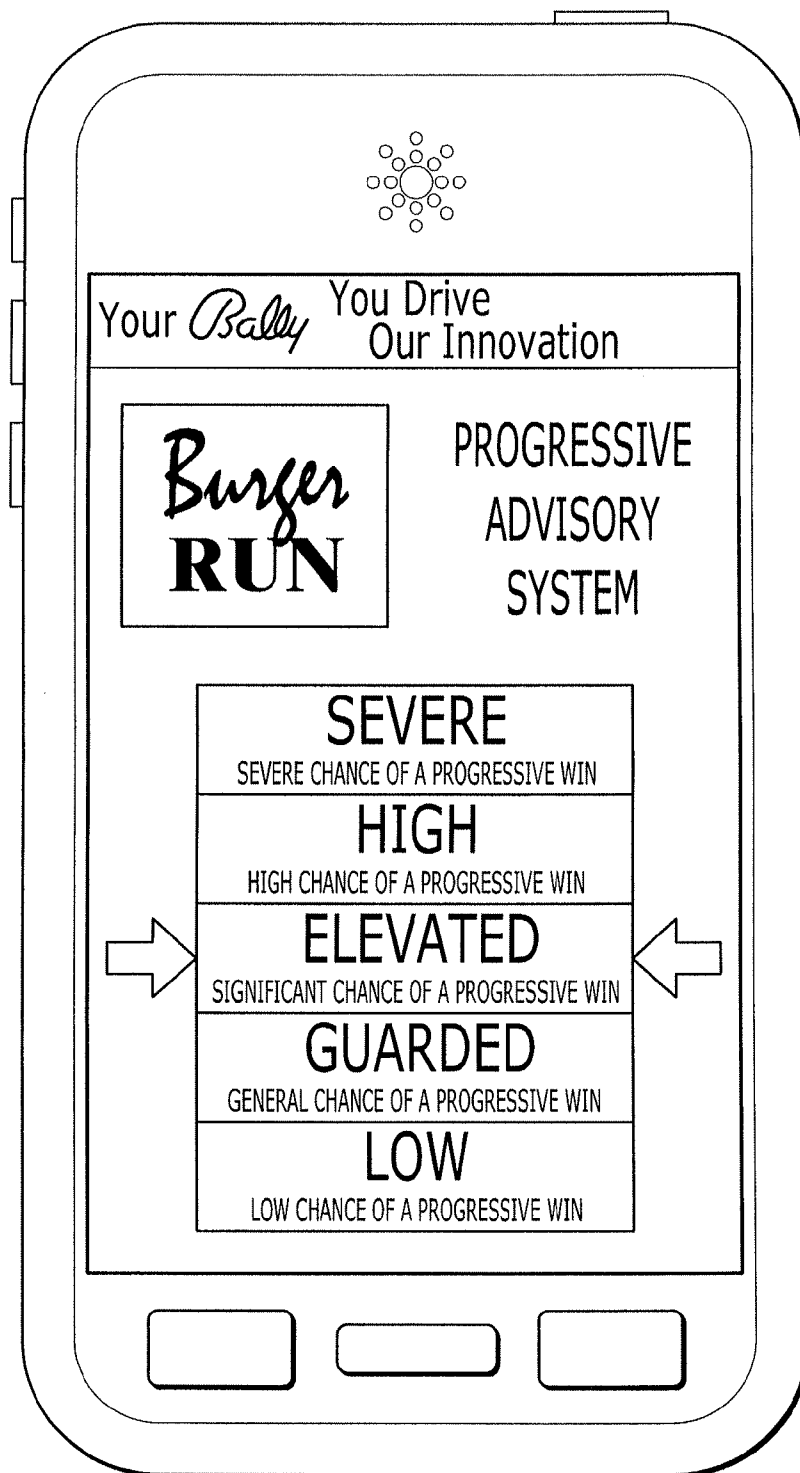 Your Bally You Drive
Our Innovation
Burger
RUN
PROGRESSIVE
ADVISORY
SYSTEM
SEVERE
SEVERE CHANCE OF A PROGRESSIVE WIN
HIGH
HIGH CHANCE OF A PROGRESSIVE WIN
ELEVATED
SIGNIFICANT CHANCE OF A PROGRESSIVE WIN
GUARDED
GENERAL CHANCE OF A PROGRESSIVE WIN
LOW
LOW CHANCE OF A PROGRESSIVE WIN